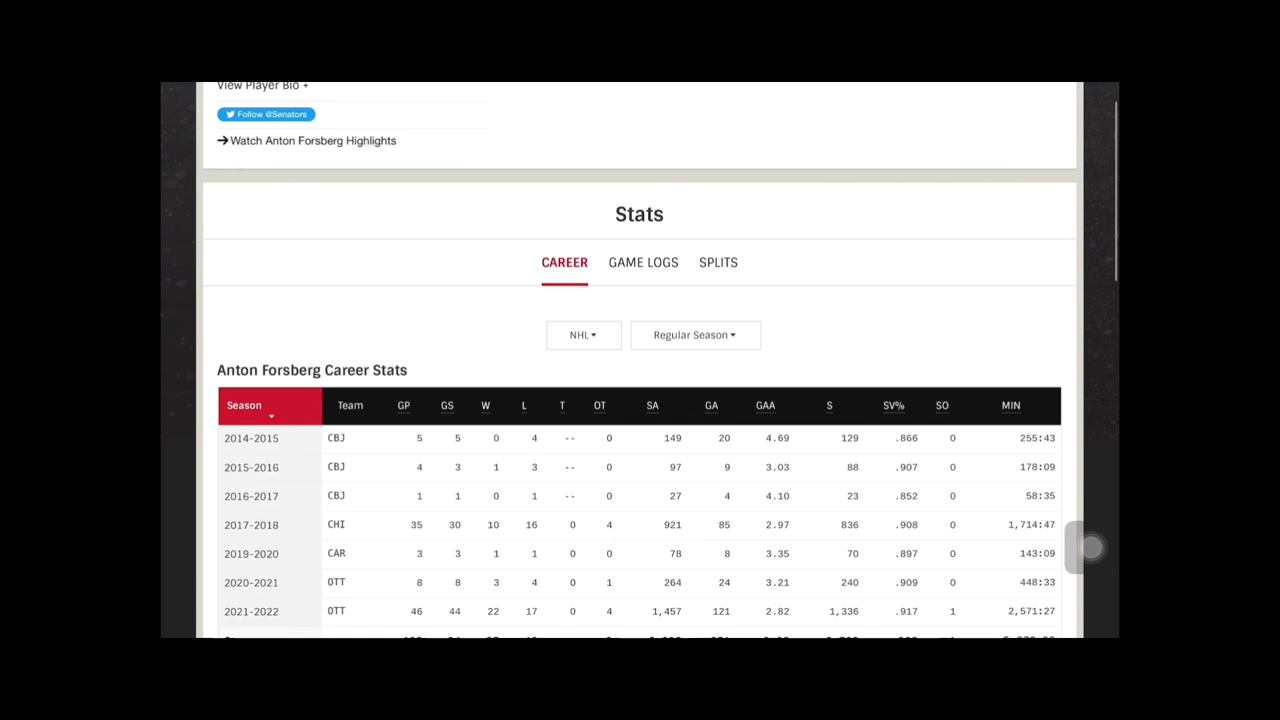 View Player Bio +
Follow @Senators
→Watch Anton Forsberg Highlights
Stats
CAREER GAME LOGS SPLITS
NHL▾ Regular Season▾
Anton Forsberg Career Stats
Season Team GP GS W L T OT SA GA GAA S SV% SO MIN
2014-2015 CBJ 5 5 0 4 -- 0 149 20 4.69 129 .866 0 255:43
2015-2016 CBJ 4 3 1 3 -- 0 97 9 3.03 88 .907 0 178:09
2016-2017 CBJ 1 1 0 1 -- 0 27 4 4.10 23 .852 0 58:35
2017-2018 CHI 35 30 10 16 0 4 921 85 2.97 836 .908 0 1,714:47
2019-2020 CAR 3 3 1 1 0 0 78 8 3.35 70 .897 0 143:09
2020-2021 OTT 8 8 3 4 0 1 264 24 3.21 240 .909 0 448:33
2021-2022 OTT 46 44 22 17 0 4 1,457 121 2.82 1,336 .917 1 2,571:27